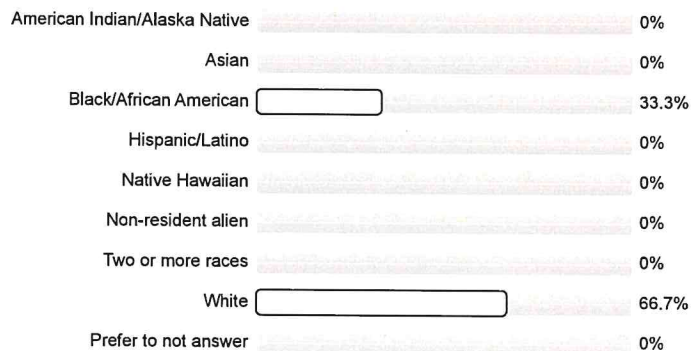 American Indian/Alaska Native 0%
Asian 0%
Black/African American 33.3%
Hispanic/Latino 0%
Native Hawaiian 0%
Non-resident alien 0%
Two or more races 0%
White 66.7%
Prefer to not answer 0%